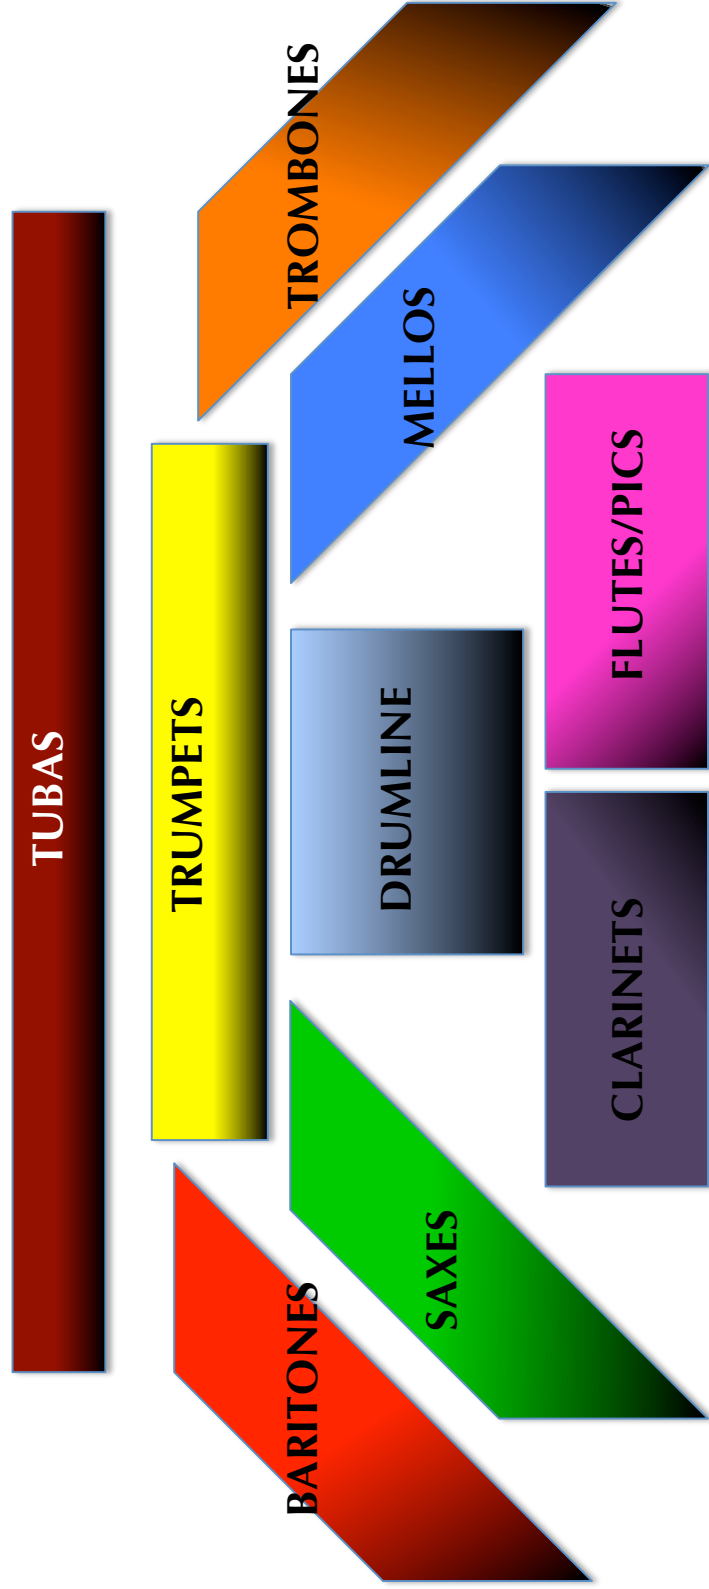 TUBAS
TRUMPETS
BARITONES
TROMBONES
SAXES
DRUMLINE
MELLOS
CLARINETS
FLUTES/PICS